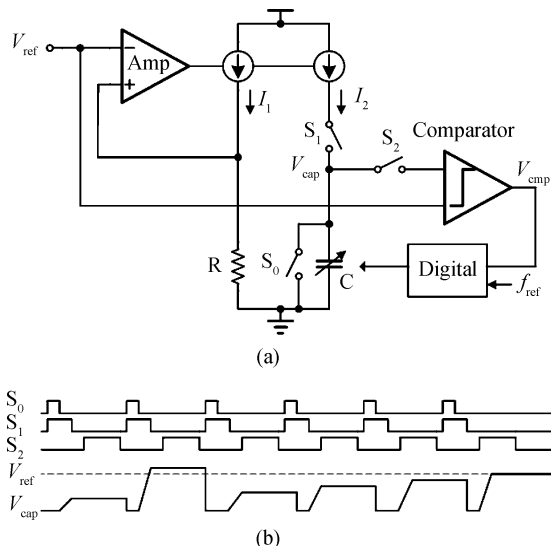 V_ref
Amp
−
+
I_1
I_2
S_1
S_2
Comparator
V_cap
V_cmp
R
S_0
C
Digital
f_ref
(a)
S_0
S_1
S_2
V_ref
V_cap
(b)